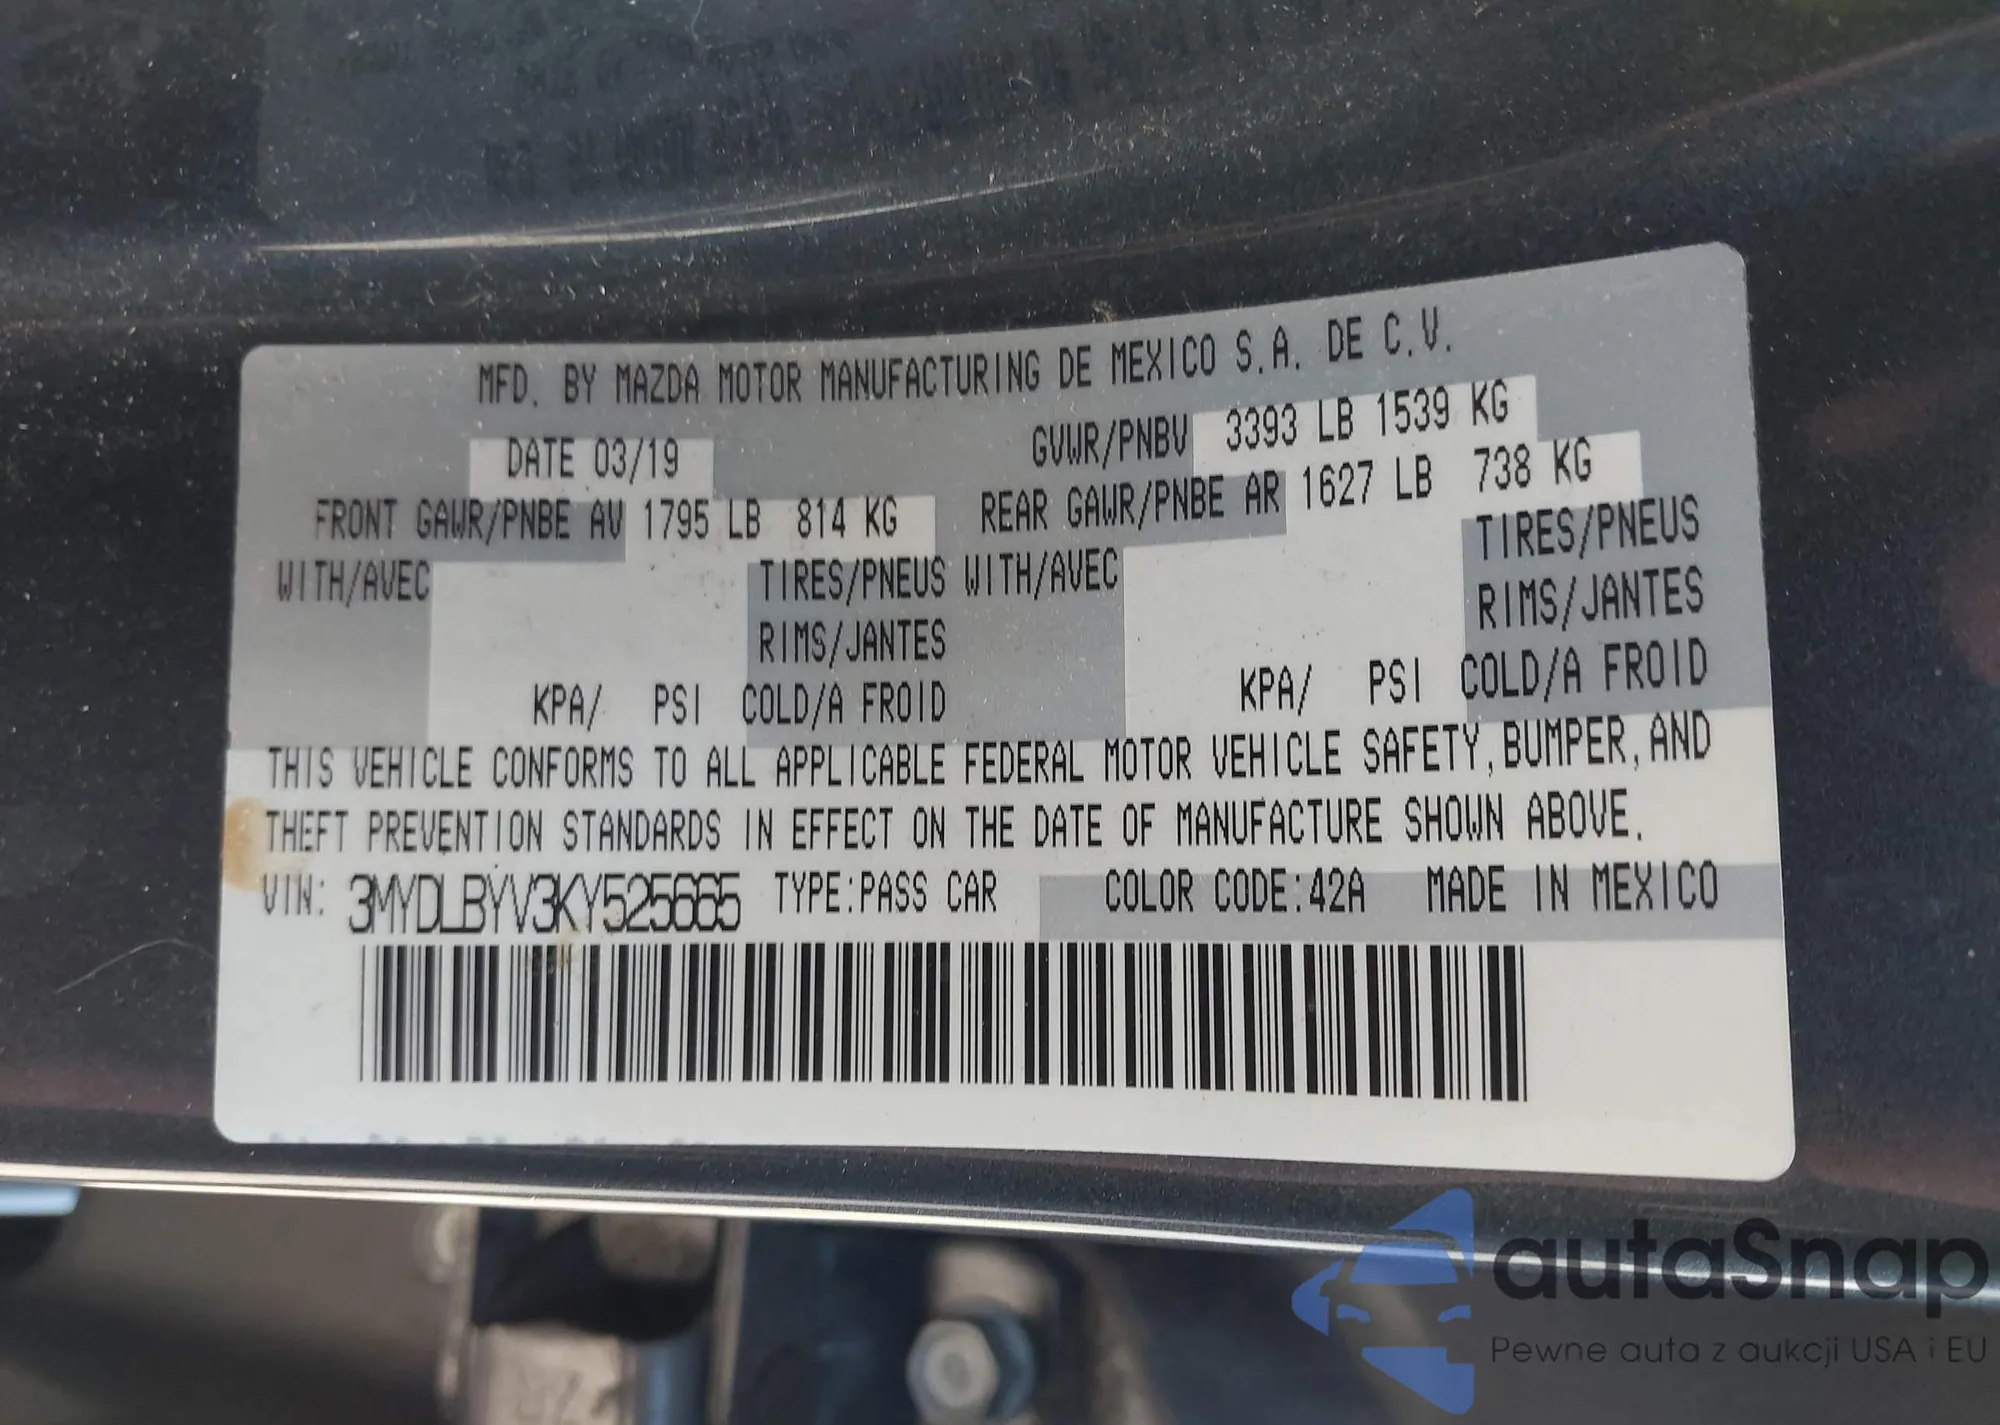 MFD. BY MAZDA MOTOR MANUFACTURING DE MEXICO S.A. DE C.V.
DATE 03/19 GVWR/PNBV 3393 LB 1539 KG
FRONT GAWR/PNBE AV 1795 LB 814 KG REAR GAWR/PNBE AR 1627 LB 738 KG
WITH/AVEC TIRES/PNEUS WITH/AVEC TIRES/PNEUS
RIMS/JANTES RIMS/JANTES
KPA/ PSI COLD/A FROID KPA/ PSI COLD/A FROID
THIS VEHICLE CONFORMS TO ALL APPLICABLE FEDERAL MOTOR VEHICLE SAFETY, BUMPER, AND
THEFT PREVENTION STANDARDS IN EFFECT ON THE DATE OF MANUFACTURE SHOWN ABOVE.
VIN: 3MYDLBYV3KY525665 TYPE:PASS CAR COLOR CODE:42A MADE IN MEXICO
autaSnap
Pewne auta z aukcji USA i EU